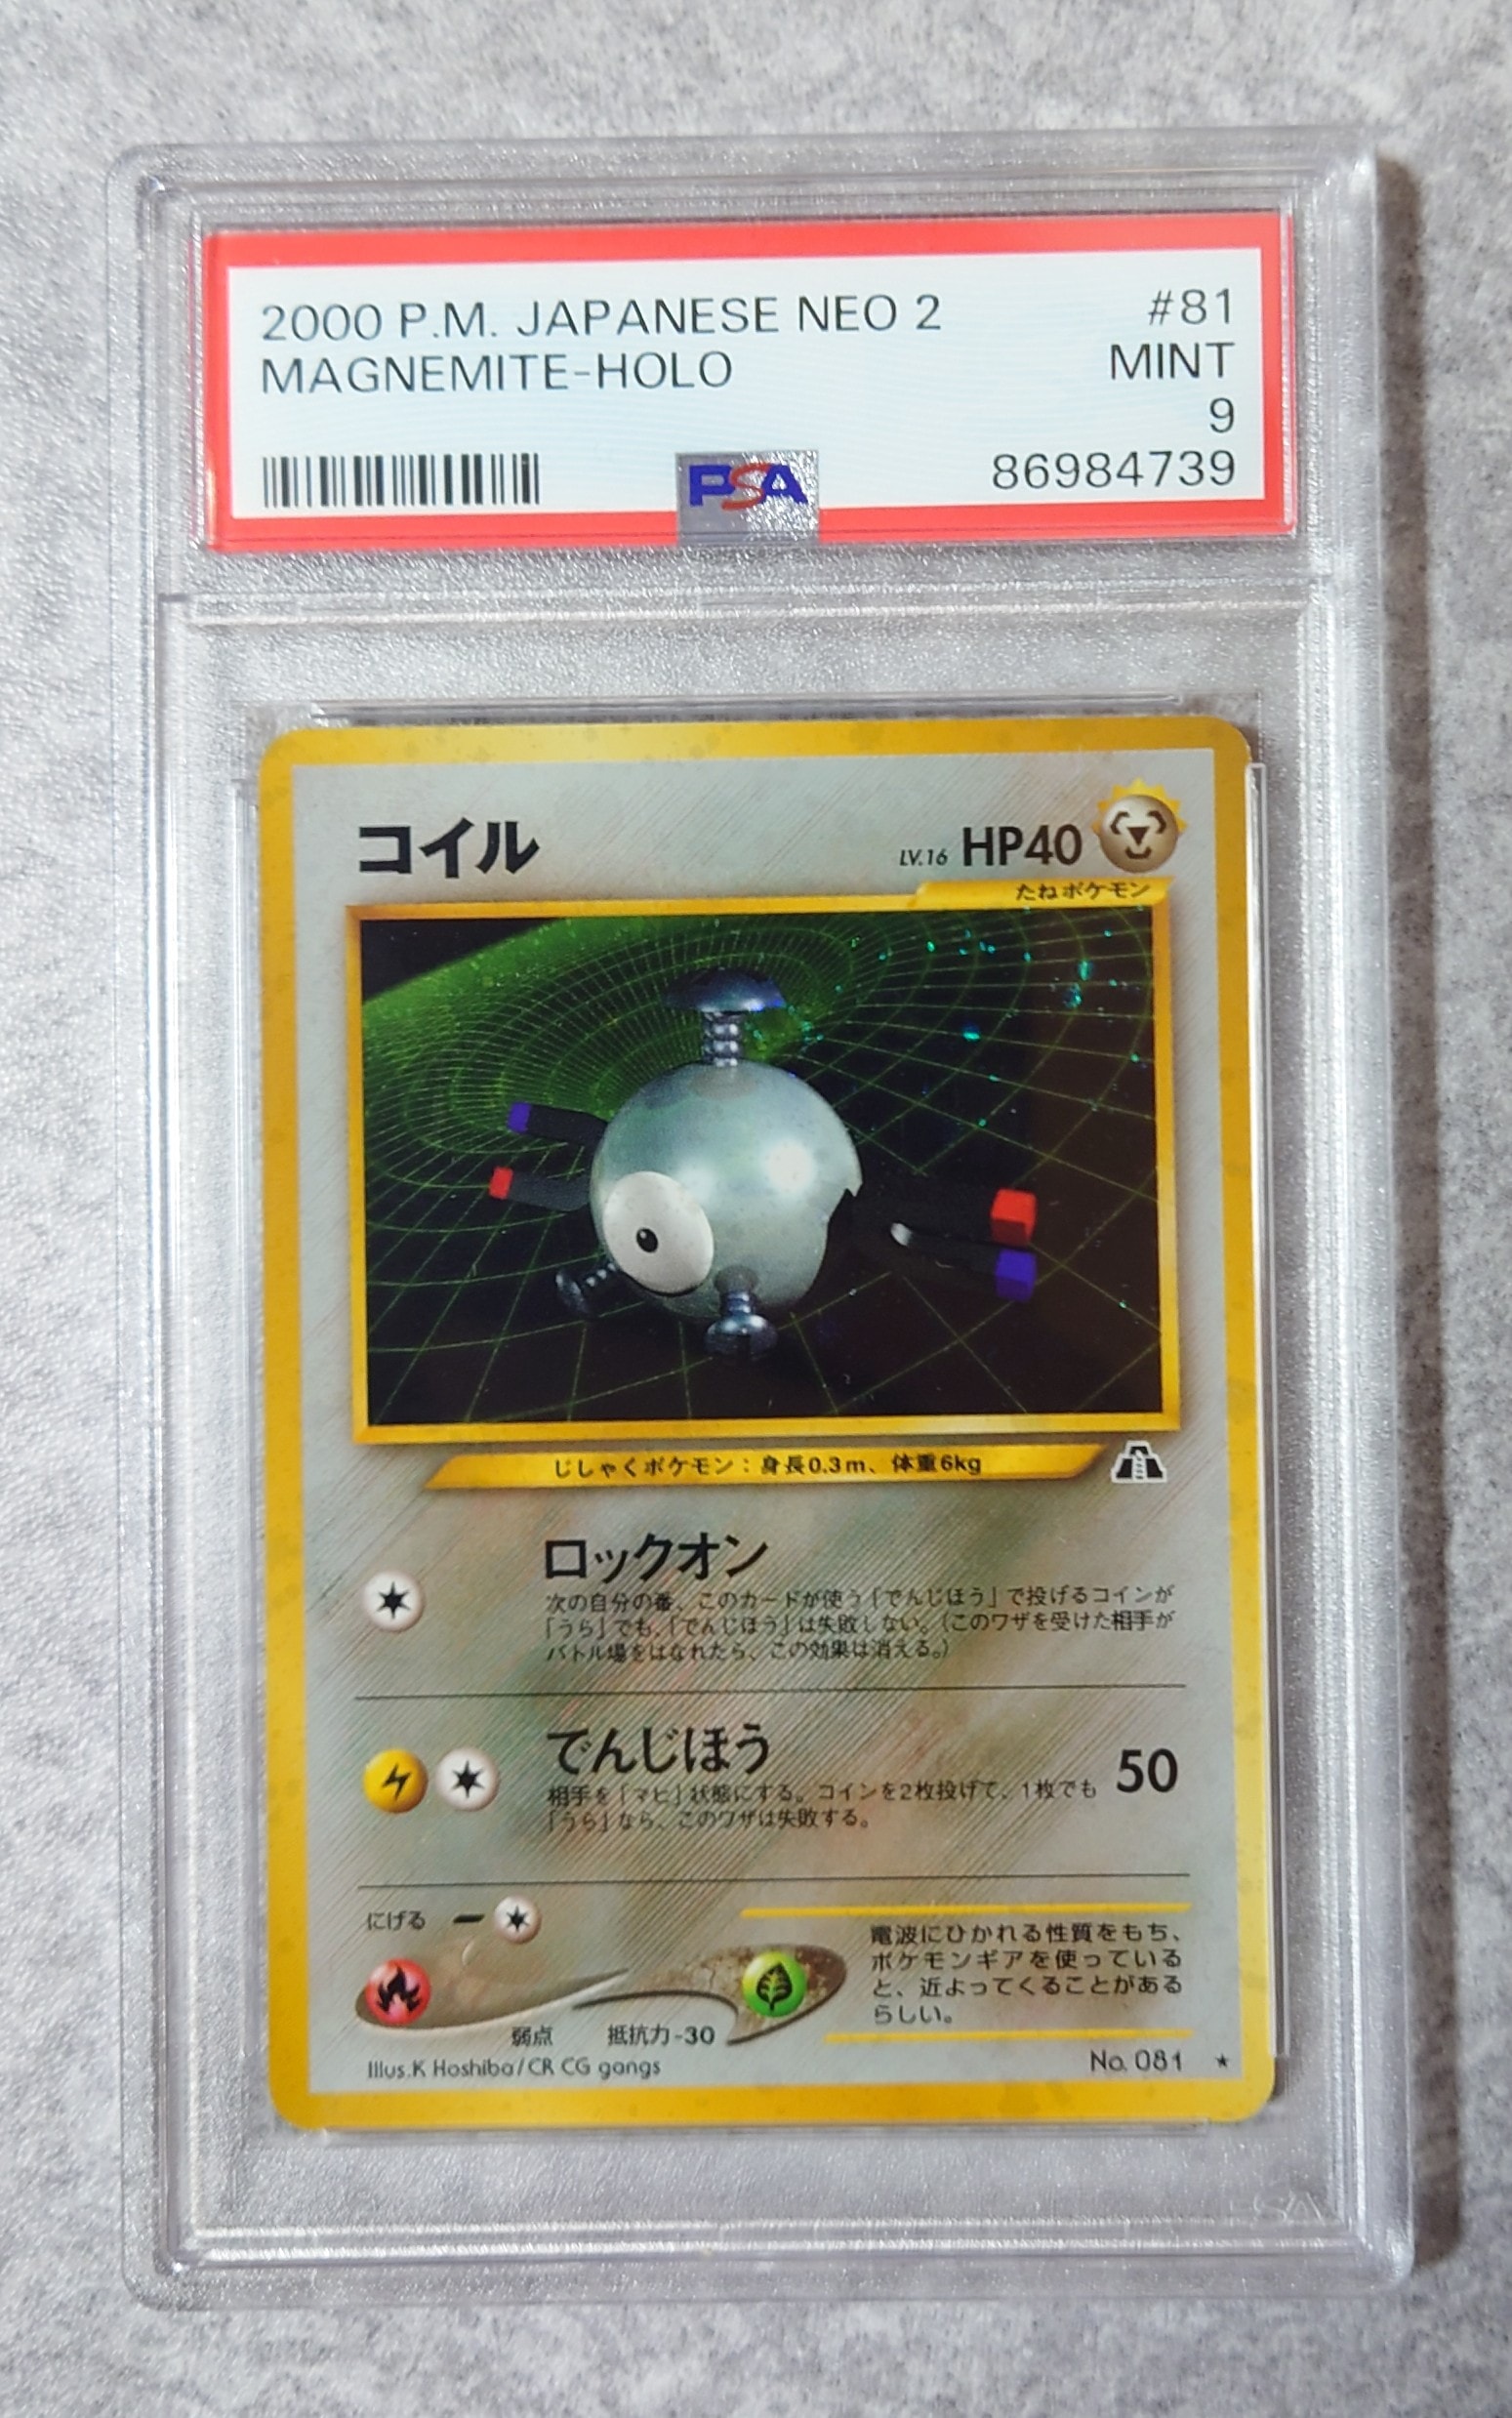 2000 P.M. JAPANESE NEO 2 #81
MAGNEMITE-HOLO MINT
9
PSA 86984739
コイル LV.16 HP40
たねポケモン
じしゃくポケモン：身長0.3m、体重6kg
ロックオン
次の自分の番、このカードが使う「でんじほう」で投げるコインが
「うら」でも、「でんじほう」は失敗しない。（このワザを受けた相手が
バトル場をはなれたら、この効果は消える。）
でんじほう 50
相手を「マヒ」状態にする。コインを2枚投げて、1枚でも
「うら」なら、このワザは失敗する。
にげる －
弱点 抵抗力-30
電波にひかれる性質をもち、
ポケモンギアを使っている
と、近よってくることがある
らしい。
Illus.K Hoshiba/CR CG gangs No. 081 ★